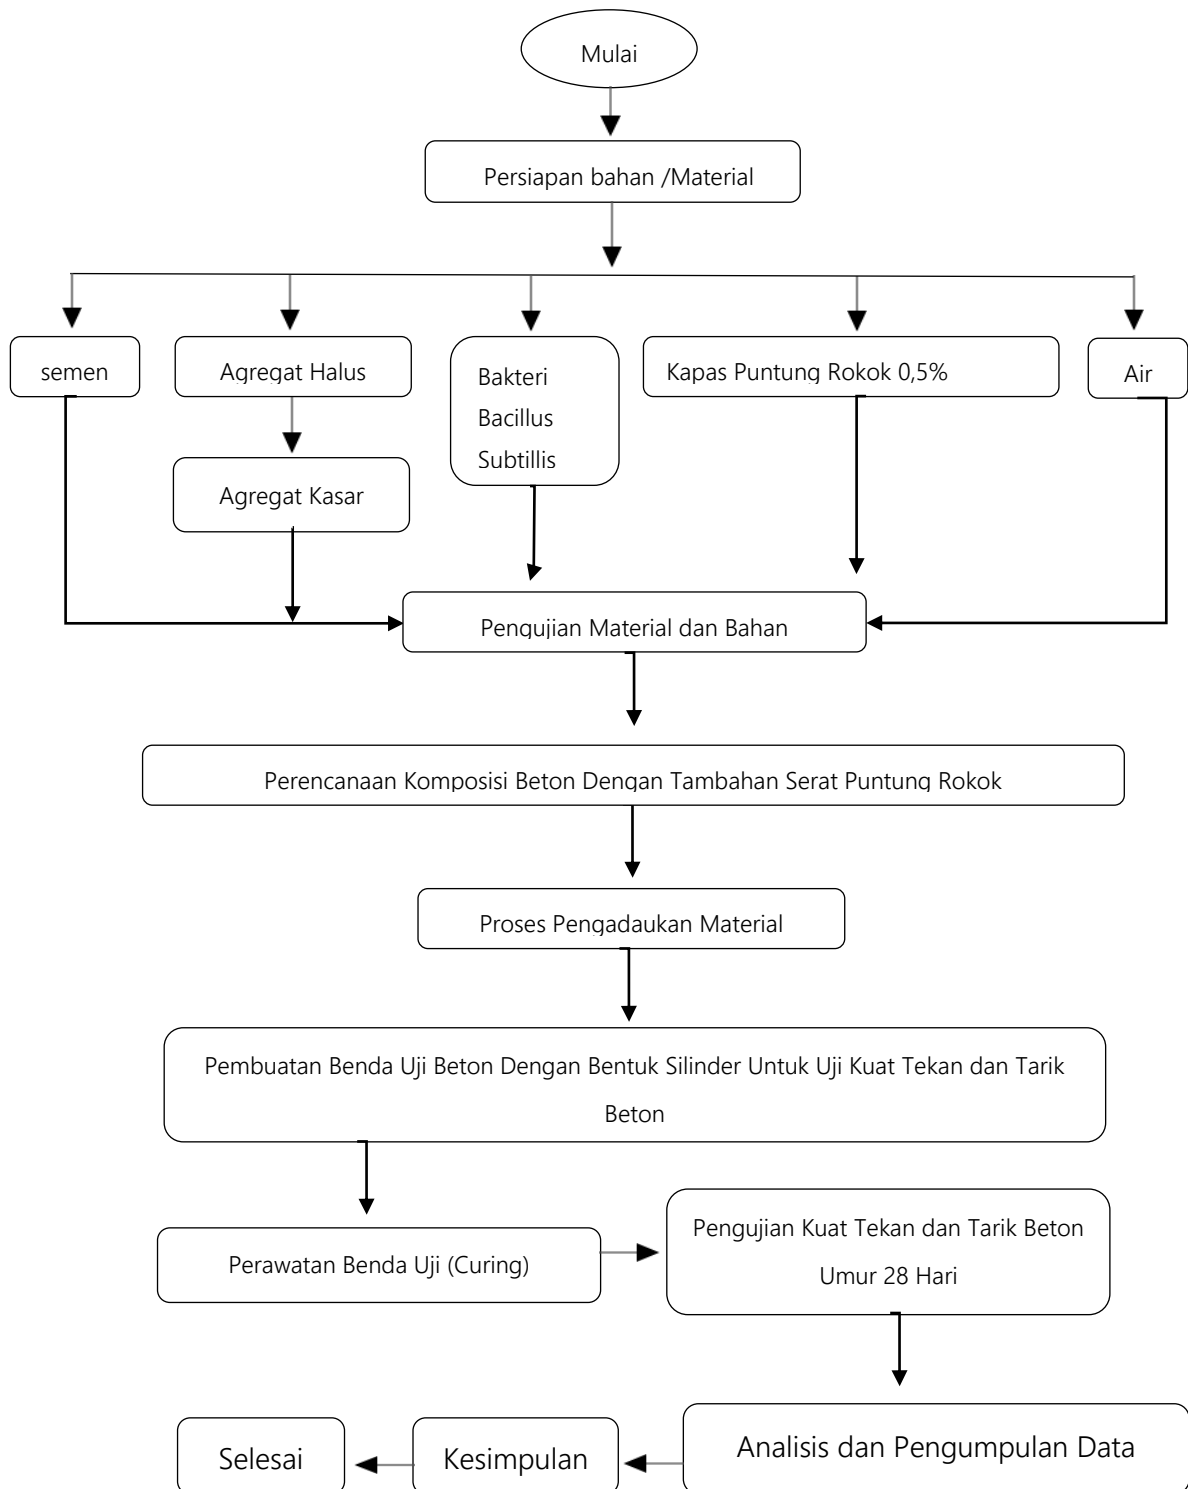 Mulai
Persiapan bahan /Material
semen
Agregat Halus
Bakteri
Bacillus
Subtillis
Kapas Puntung Rokok 0,5%
Air
Agregat Kasar
Pengujian Material dan Bahan
Perencanaan Komposisi Beton Dengan Tambahan Serat Puntung Rokok
Proses Pengadaukan Material
Pembuatan Benda Uji Beton Dengan Bentuk Silinder Untuk Uji Kuat Tekan dan Tarik
Beton
Perawatan Benda Uji (Curing)
Pengujian Kuat Tekan dan Tarik Beton
Umur 28 Hari
Analisis dan Pengumpulan Data
Kesimpulan
Selesai